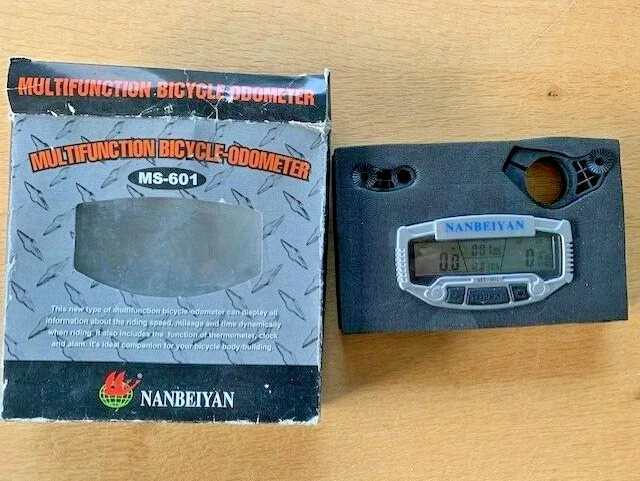 MULTIFUNCTION BICYCLE-ODOMETER
MULTIFUNCTION BICYCLE-ODOMETER
MS-601
This new type of multifunction bicycle-odometer can display all
information about the riding speed, mileage and time dynamically
when riding. It also includes the function of thermometer, clock
and alarm. It's ideal companion for your bicycle body-building.
NANBEIYAN
NANBEIYAN
0.0